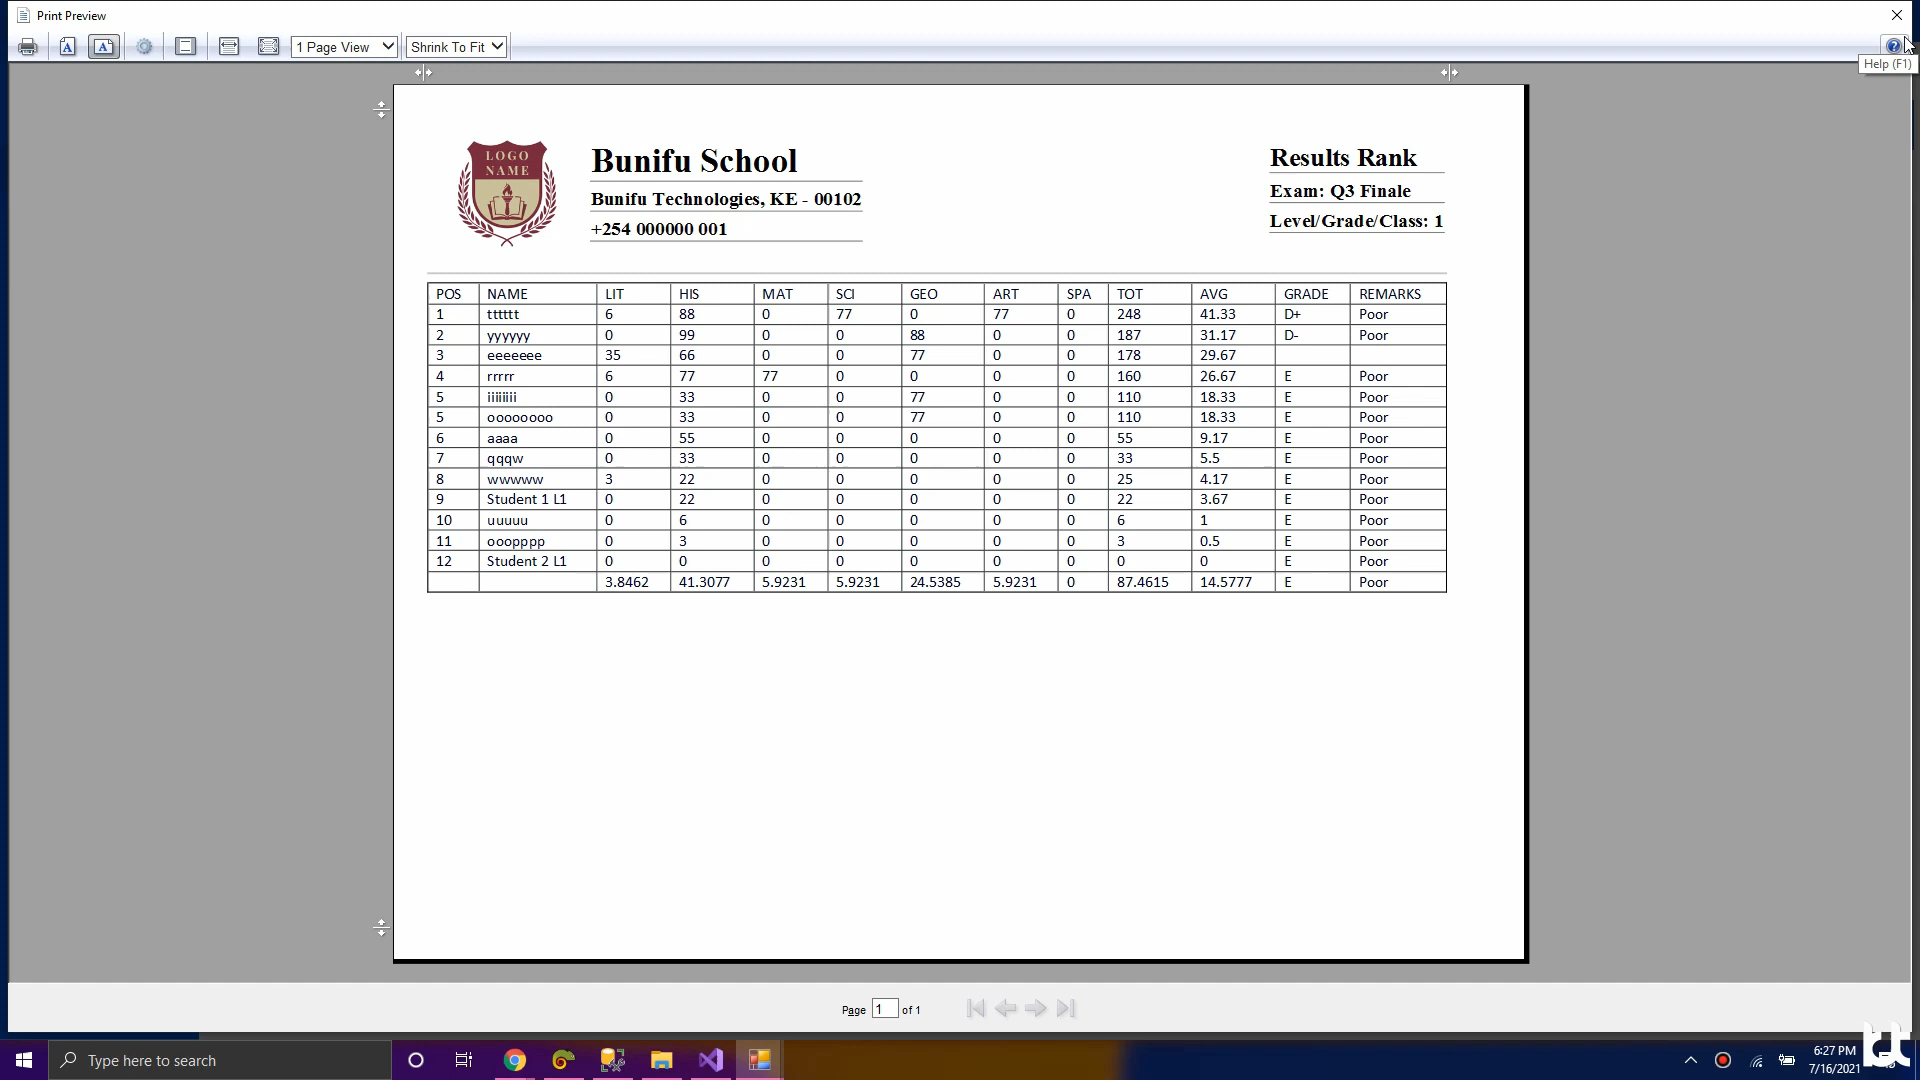 Print Preview
1 Page View
Shrink To Fit
Help (F1)
LOGO
NAME
Bunifu School
Bunifu Technologies, KE - 00102
+254 000000 001
Results Rank
Exam: Q3 Finale
Level/Grade/Class: 1
POS NAME LIT HIS MAT SCI GEO ART SPA TOT AVG GRADE REMARKS
1 tttttt 6 88 0 77 0 77 0 248 41.33 D+ Poor
2 yyyyyy 0 99 0 0 88 0 0 187 31.17 D- Poor
3 eeeeeee 35 66 0 0 77 0 0 178 29.67
4 rrrrr 6 77 77 0 0 0 0 160 26.67 E Poor
5 iiiiiiii 0 33 0 0 77 0 0 110 18.33 E Poor
5 oooooooo 0 33 0 0 77 0 0 110 18.33 E Poor
6 aaaa 0 55 0 0 0 0 0 55 9.17 E Poor
7 qqqw 0 33 0 0 0 0 0 33 5.5 E Poor
8 wwwww 3 22 0 0 0 0 0 25 4.17 E Poor
9 Student 1 L1 0 22 0 0 0 0 0 22 3.67 E Poor
10 uuuuu 0 6 0 0 0 0 0 6 1 E Poor
11 ooopppp 0 3 0 0 0 0 0 3 0.5 E Poor
12 Student 2 L1 0 0 0 0 0 0 0 0 0 E Poor
3.8462 41.3077 5.9231 5.9231 24.5385 5.9231 0 87.4615 14.5777 E Poor
Page 1 of 1
Type here to search
6:27 PM
7/16/2021